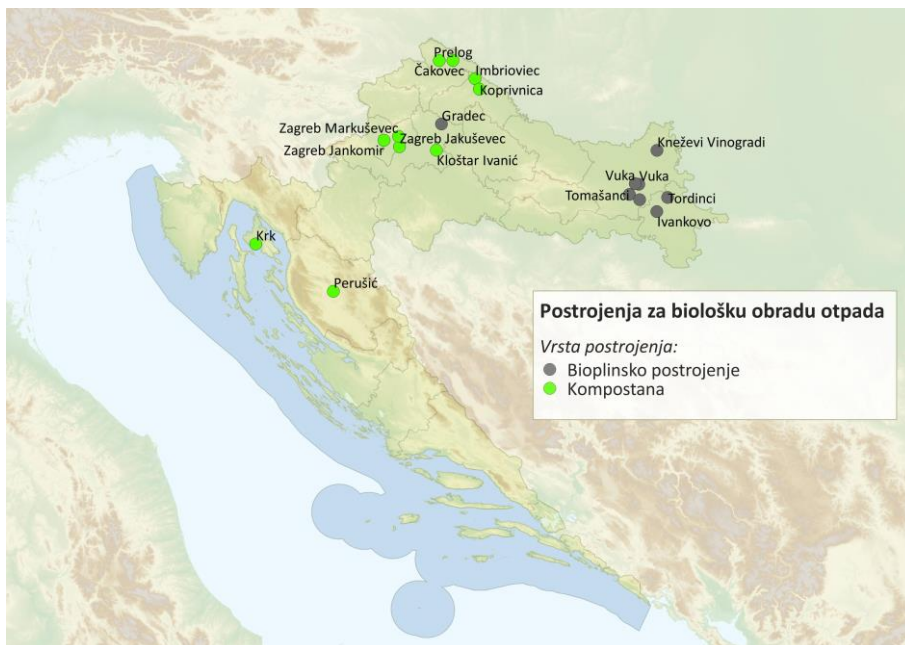 Prelog
Čakovec
Imbrioviec
Koprivnica
Gradec
Zagreb Markuševec
Zagreb Jakuševec
Zagreb Jankomir
Kloštar Ivanić
Kneževi Vinogradi
Vuka Vuka
Tomašanci
Tordinci
Ivankovo
Krk
Perušić
Postrojenja za biološku obradu otpada
Vrsta postrojenja:
Bioplinsko postrojenje
Kompostana